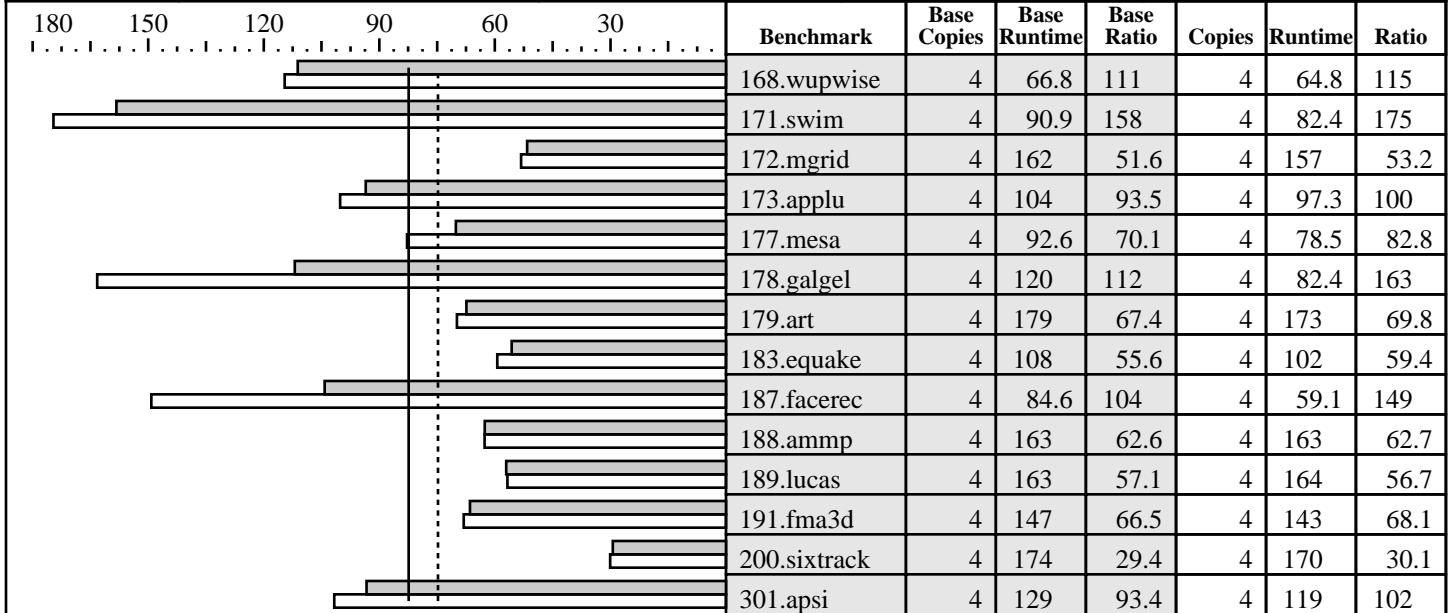 180 150 120 90 60 30
Benchmark Base Copies Base Runtime Base Ratio Copies Runtime Ratio
168.wupwise 4 66.8 111 4 64.8 115
171.swim 4 90.9 158 4 82.4 175
172.mgrid 4 162 51.6 4 157 53.2
173.applu 4 104 93.5 4 97.3 100
177.mesa 4 92.6 70.1 4 78.5 82.8
178.galgel 4 120 112 4 82.4 163
179.art 4 179 67.4 4 173 69.8
183.equake 4 108 55.6 4 102 59.4
187.facerec 4 84.6 104 4 59.1 149
188.ammp 4 163 62.6 4 163 62.7
189.lucas 4 163 57.1 4 164 56.7
191.fma3d 4 147 66.5 4 143 68.1
200.sixtrack 4 174 29.4 4 170 30.1
301.apsi 4 129 93.4 4 119 102